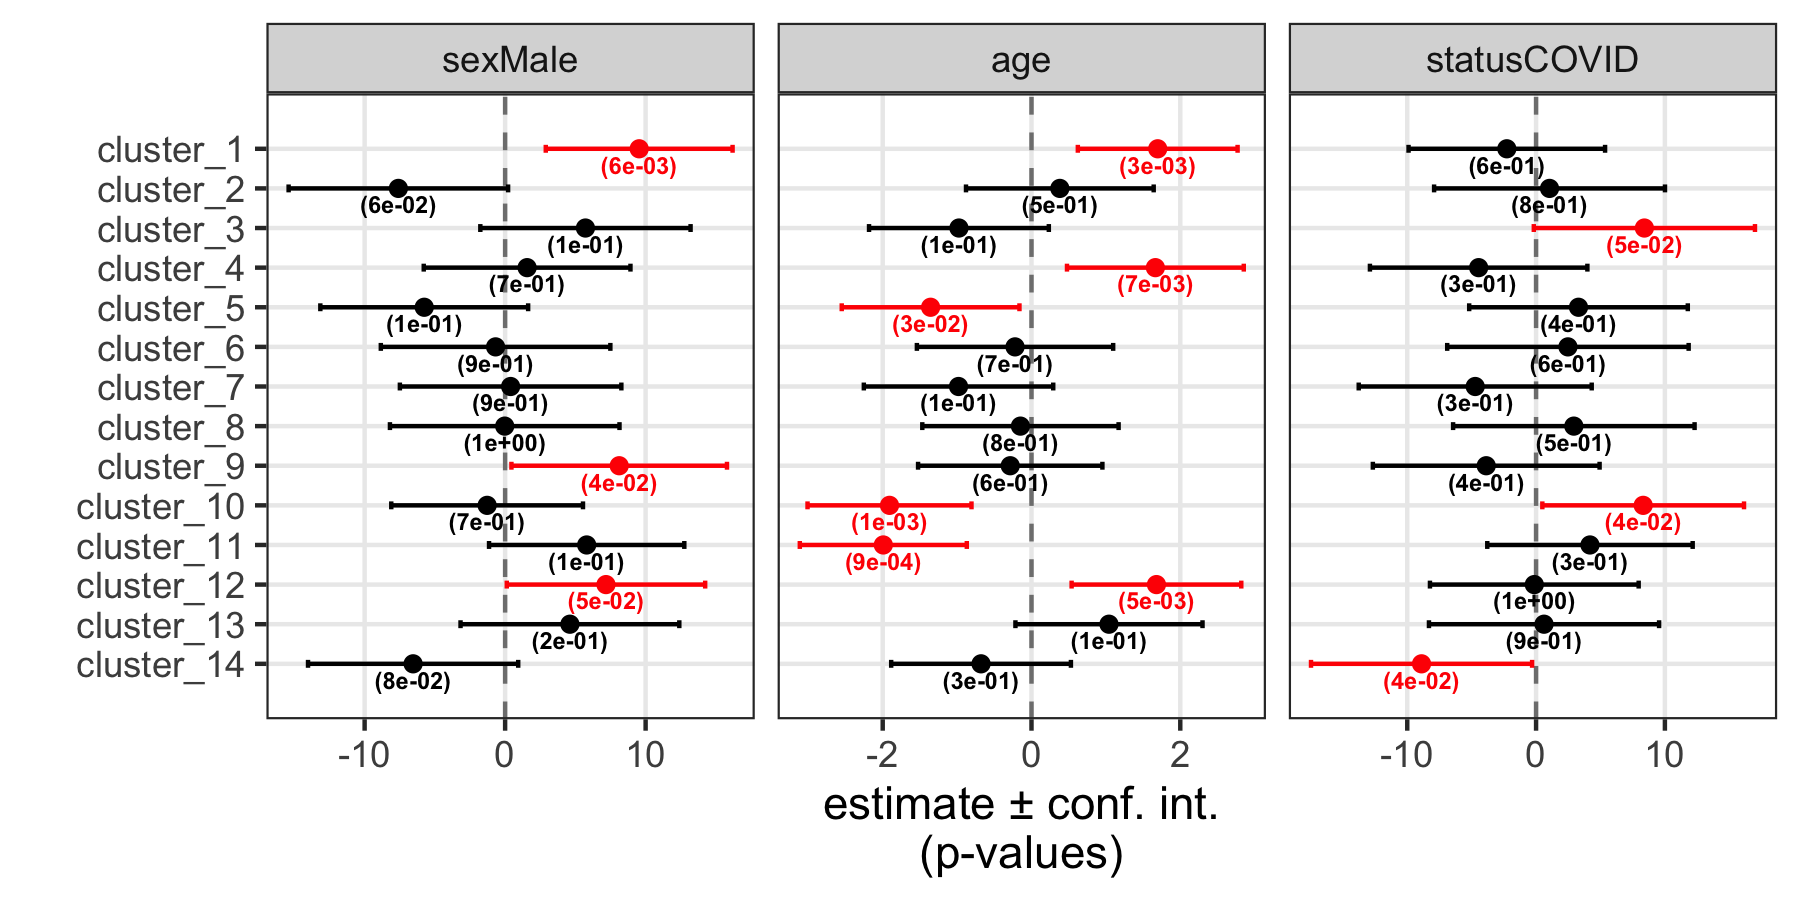 sexMale age statusCOVID
cluster_1 (6e-03) (3e-03) (6e-01)
cluster_2 (6e-02) (5e-01) (8e-01)
cluster_3 (1e-01) (1e-01) (5e-02)
cluster_4 (7e-01) (7e-03) (3e-01)
cluster_5 (1e-01) (3e-02) (4e-01)
cluster_6 (9e-01) (7e-01) (6e-01)
cluster_7 (9e-01) (1e-01) (3e-01)
cluster_8 (1e+00) (8e-01) (5e-01)
cluster_9 (4e-02) (6e-01) (4e-01)
cluster_10 (7e-01) (1e-03) (4e-02)
cluster_11 (1e-01) (9e-04) (3e-01)
cluster_12 (5e-02) (5e-03) (1e+00)
cluster_13 (2e-01) (1e-01) (9e-01)
cluster_14 (8e-02) (3e-01) (4e-02)
-10 0 10 -2 0 2 -10 0 10
estimate ± conf. int.
(p-values)